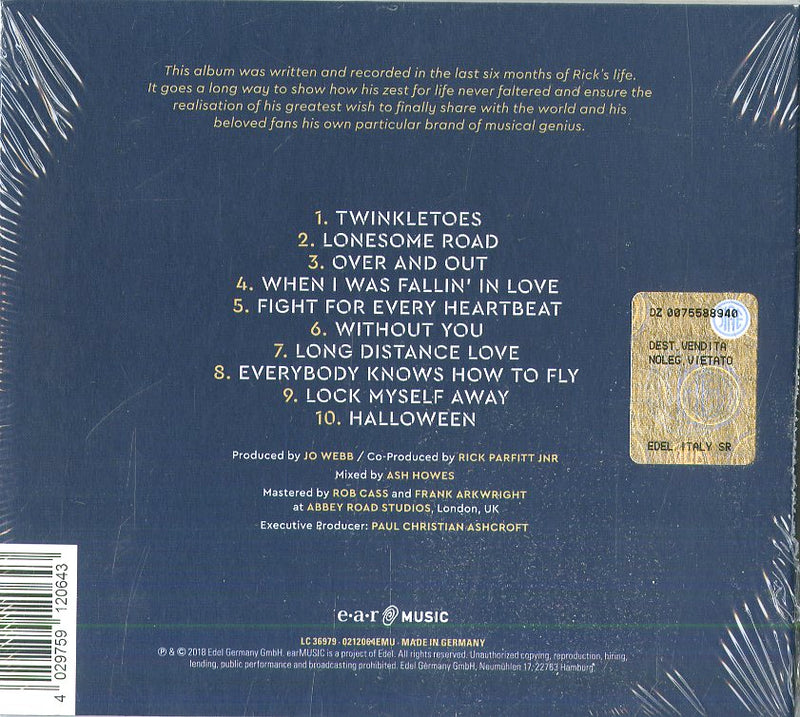 This album was written and recorded in the last six months of Rick's life.
It goes a long way to show how his zest for life never faltered and ensure the
realisation of his greatest wish to finally share with the world and his
beloved fans his own particular brand of musical genius.
1. TWINKLETOES
2. LONESOME ROAD
3. OVER AND OUT
4. WHEN I WAS FALLIN' IN LOVE
5. FIGHT FOR EVERY HEARTBEAT
6. WITHOUT YOU
7. LONG DISTANCE LOVE
8. EVERYBODY KNOWS HOW TO FLY
9. LOCK MYSELF AWAY
10. HALLOWEEN
DZ 0075588940
DEST.VENDITA
NOLEG.VIETATO
EDEL ITALY SR
Produced by JO WEBB / Co-Produced by RICK PARFITT JNR
Mixed by ASH HOWES
Mastered by ROB CASS and FRANK ARKWRIGHT
at ABBEY ROAD STUDIOS, London, UK
Executive Producer: PAUL CHRISTIAN ASHCROFT
4 029759 120643
e·a·r MUSIC
LC 36979 · 0212064EMU · MADE IN GERMANY
℗ & © 2018 Edel Germany GmbH. earMUSIC is a project of Edel. All rights reserved. Unauthorized copying, reproduction, hiring,
lending, public performance and broadcasting prohibited. Edel Germany GmbH, Neumühlen 17, 22763 Hamburg.